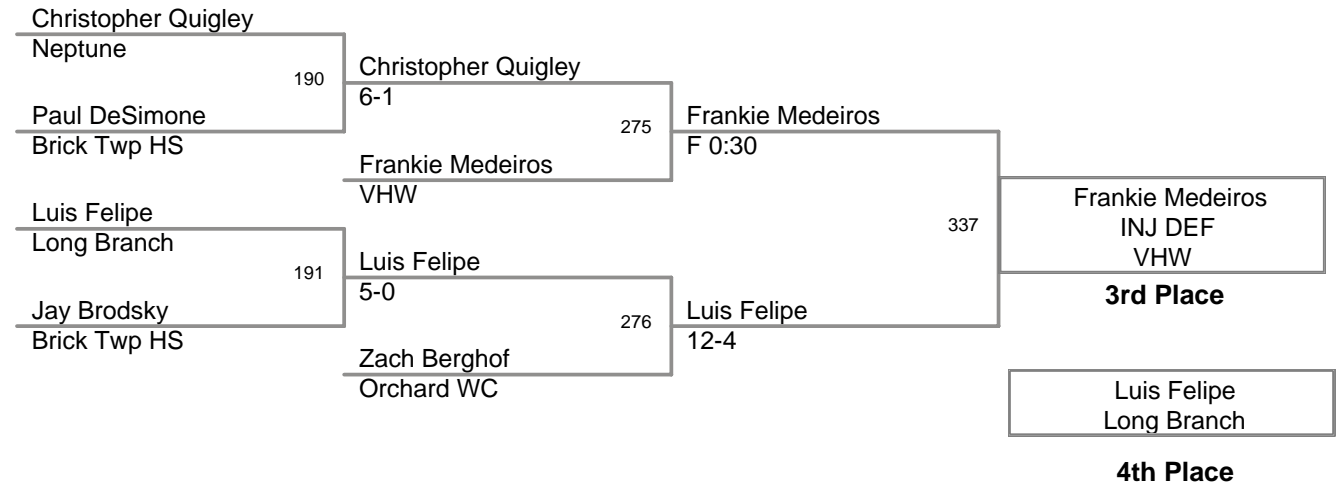 Christopher Quigley
Neptune
190
Paul DeSimone
Brick Twp HS
Luis Felipe
Long Branch
191
Jay Brodsky
Brick Twp HS
Christopher Quigley
6-1
275
Frankie Medeiros
VHW
Luis Felipe
5-0
276
Zach Berghof
Orchard WC
Frankie Medeiros
F 0:30
337
Luis Felipe
12-4
Frankie Medeiros
INJ DEF
VHW
3rd Place
Luis Felipe
Long Branch
4th Place